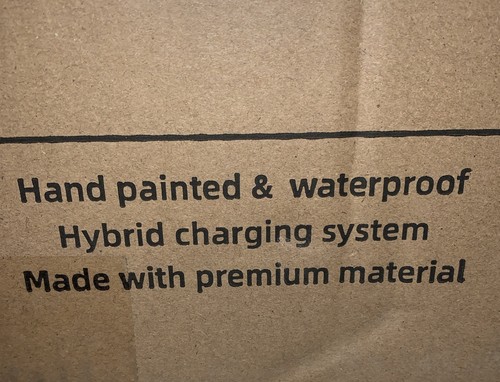 Hand painted & waterproof
Hybrid charging system
Made with premium material